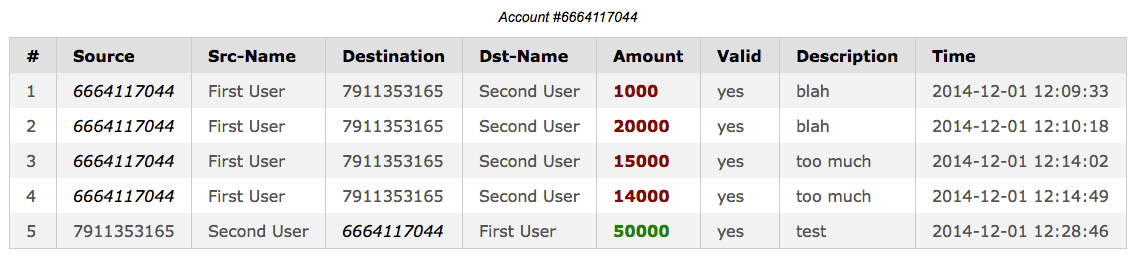 Account #6664117044
# Source Src-Name Destination Dst-Name Amount Valid Description Time
1 6664117044 First User 7911353165 Second User 1000 yes blah 2014-12-01 12:09:33
2 6664117044 First User 7911353165 Second User 20000 yes blah 2014-12-01 12:10:18
3 6664117044 First User 7911353165 Second User 15000 yes too much 2014-12-01 12:14:02
4 6664117044 First User 7911353165 Second User 14000 yes too much 2014-12-01 12:14:49
5 7911353165 Second User 6664117044 First User 50000 yes test 2014-12-01 12:28:46